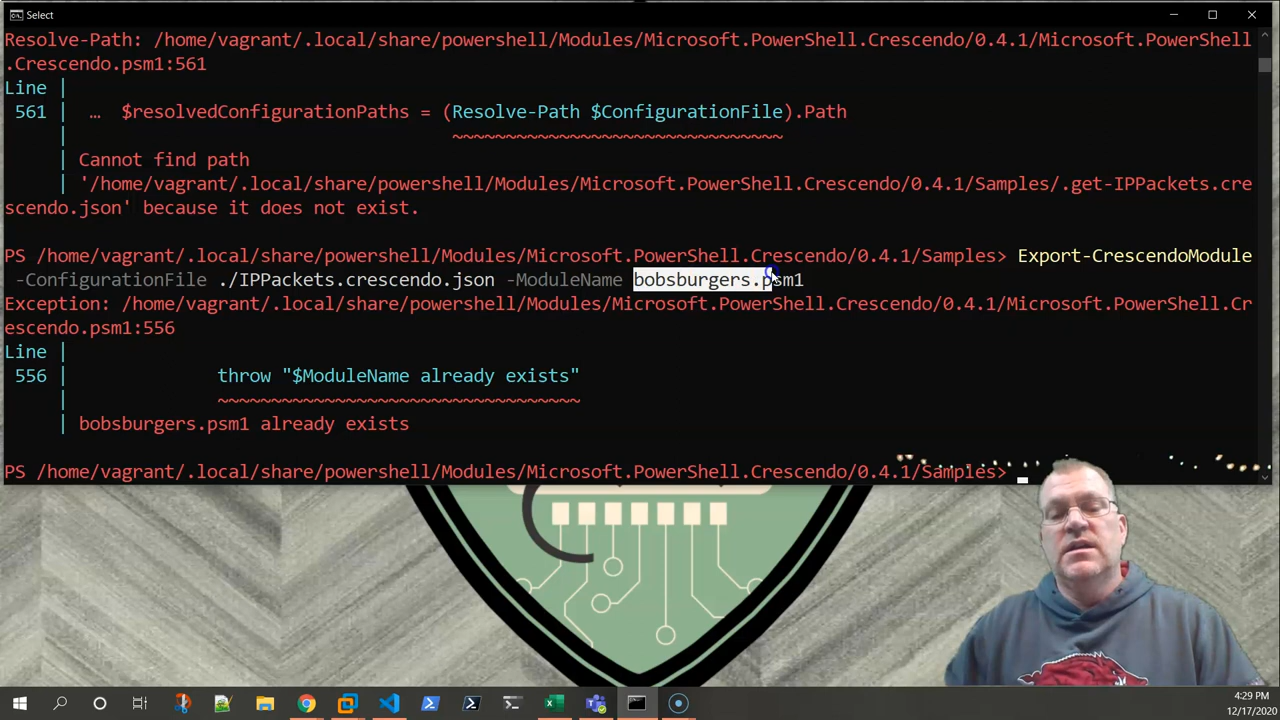 Select
Resolve-Path: /home/vagrant/.local/share/powershell/Modules/Microsoft.PowerShell.Crescendo/0.4.1/Microsoft.PowerShell
.Crescendo.psm1:561
Line |
561 | … $resolvedConfigurationPaths = (Resolve-Path $ConfigurationFile).Path
| ~~~~~~~~~~~~~~~~~~~~~~~~~~~~~~~
| Cannot find path
| '/home/vagrant/.local/share/powershell/Modules/Microsoft.PowerShell.Crescendo/0.4.1/Samples/.get-IPPackets.cre
scendo.json' because it does not exist.
PS /home/vagrant/.local/share/powershell/Modules/Microsoft.PowerShell.Crescendo/0.4.1/Samples> Export-CrescendoModule
-ConfigurationFile ./IPPackets.crescendo.json -ModuleName bobsburgers.psm1
Exception: /home/vagrant/.local/share/powershell/Modules/Microsoft.PowerShell.Crescendo/0.4.1/Microsoft.PowerShell.Cr
escendo.psm1:556
Line |
556 | throw "$ModuleName already exists"
| ~~~~~~~~~~~~~~~~~~~~~~~~~~~~~~~~~~
| bobsburgers.psm1 already exists
PS /home/vagrant/.local/share/powershell/Modules/Microsoft.PowerShell.Crescendo/0.4.1/Samples>
4:29 PM
12/17/2020